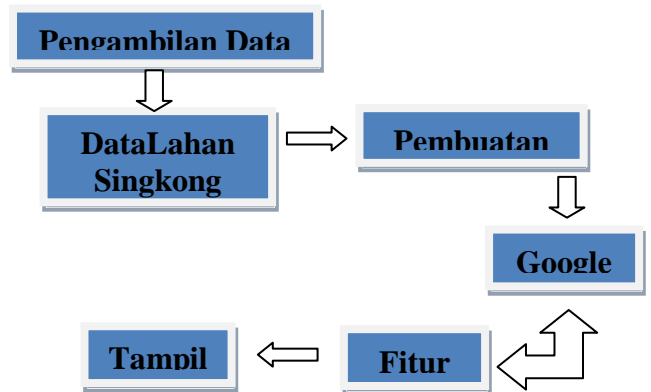 Pengambilan Data
DataLahan
Singkong
Pembuatan
Google
Fitur
Tampil